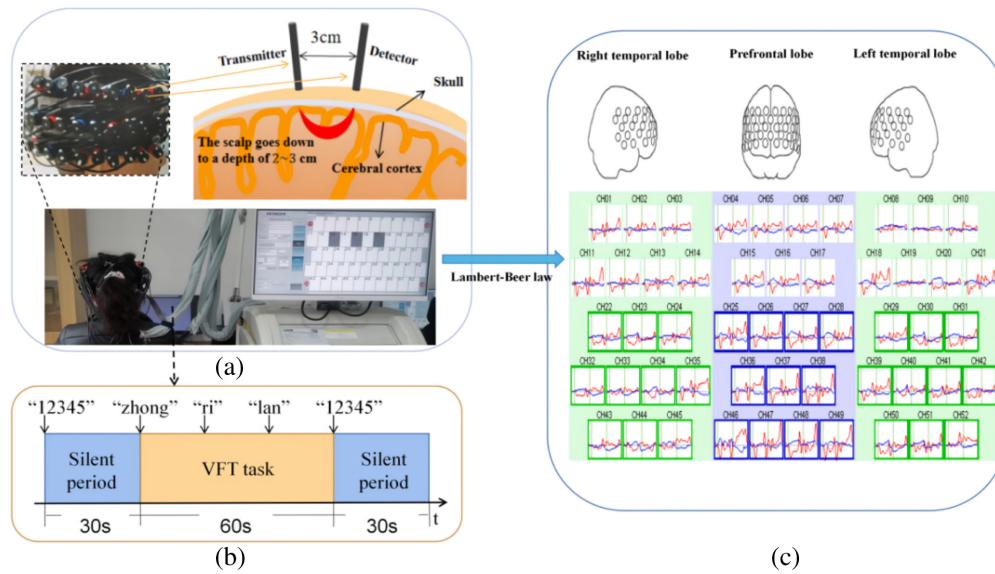 3cm
Transmitter
Detector
Skull
The scalp goes down
to a depth of 2~3 cm
Cerebral cortex
(a)
Lambert-Beer law
“12345” “zhong” “ri” “lan” “12345”
Silent
period
VFT task
Silent
period
t
30s
60s
30s
(b)
Right temporal lobe
Prefrontal lobe
Left temporal lobe
CH01 CH02 CH03
CH04 CH05 CH06 CH07
CH08 CH09 CH10
CH11 CH12 CH13 CH14
CH15 CH16 CH17
CH18 CH19 CH20 CH21
CH22 CH23 CH24
CH25 CH26 CH27 CH28
CH29 CH30 CH31
CH32 CH33 CH34 CH35
CH36 CH37 CH38
CH39 CH40 CH41 CH42
CH43 CH44 CH45
CH46 CH47 CH48 CH49
CH50 CH51 CH52
(c)